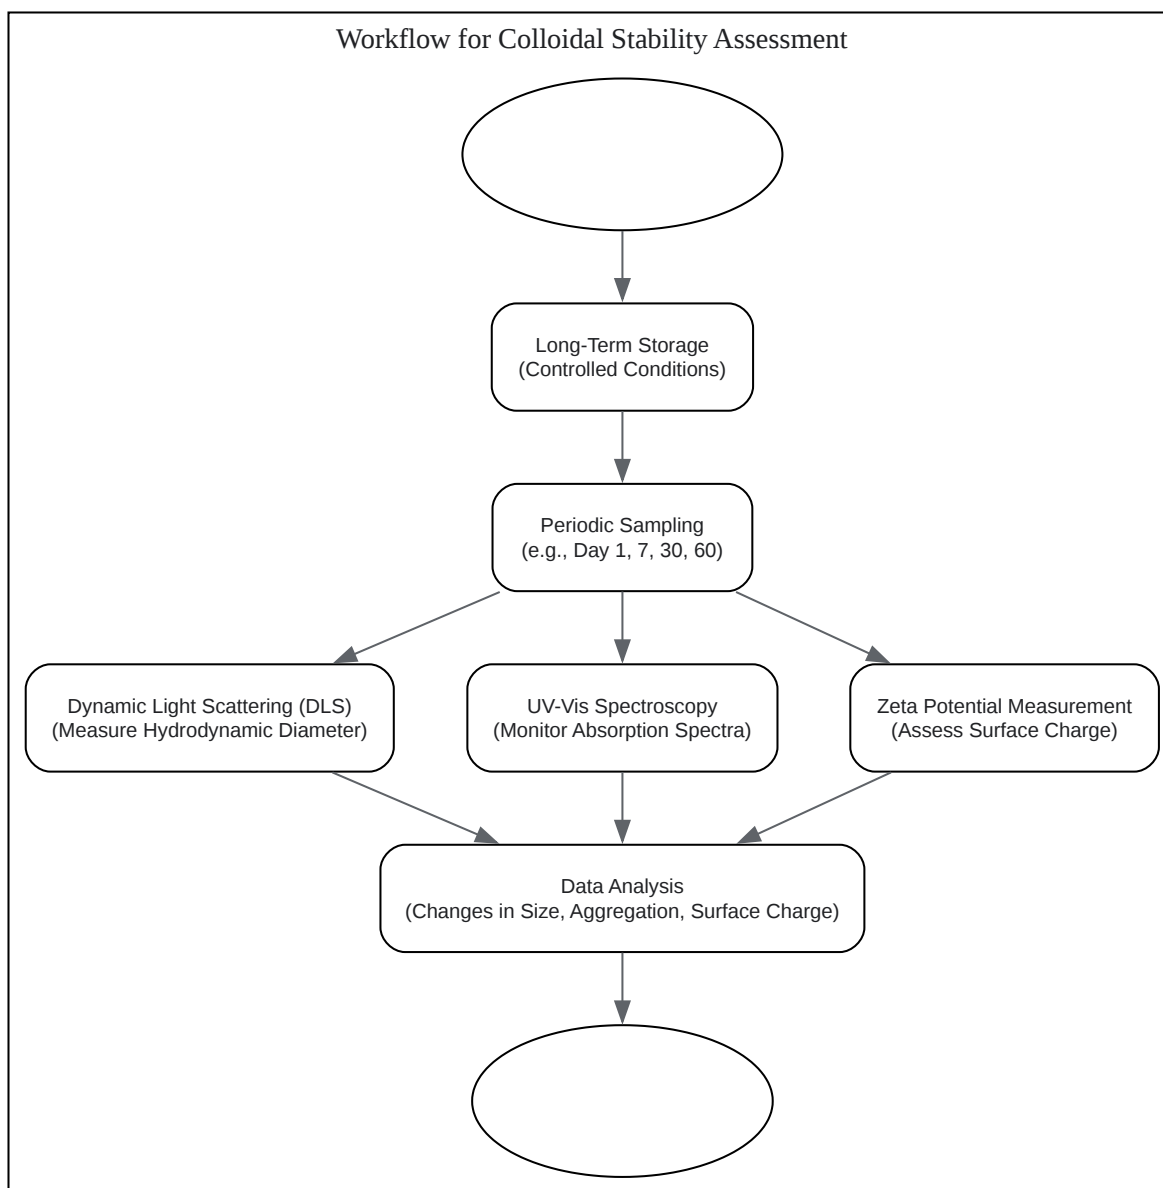 Workflow for Colloidal Stability Assessment
Long-Term Storage
(Controlled Conditions)
Periodic Sampling
(e.g., Day 1, 7, 30, 60)
Dynamic Light Scattering (DLS)
(Measure Hydrodynamic Diameter)
UV-Vis Spectroscopy
(Monitor Absorption Spectra)
Zeta Potential Measurement
(Assess Surface Charge)
Data Analysis
(Changes in Size, Aggregation, Surface Charge)